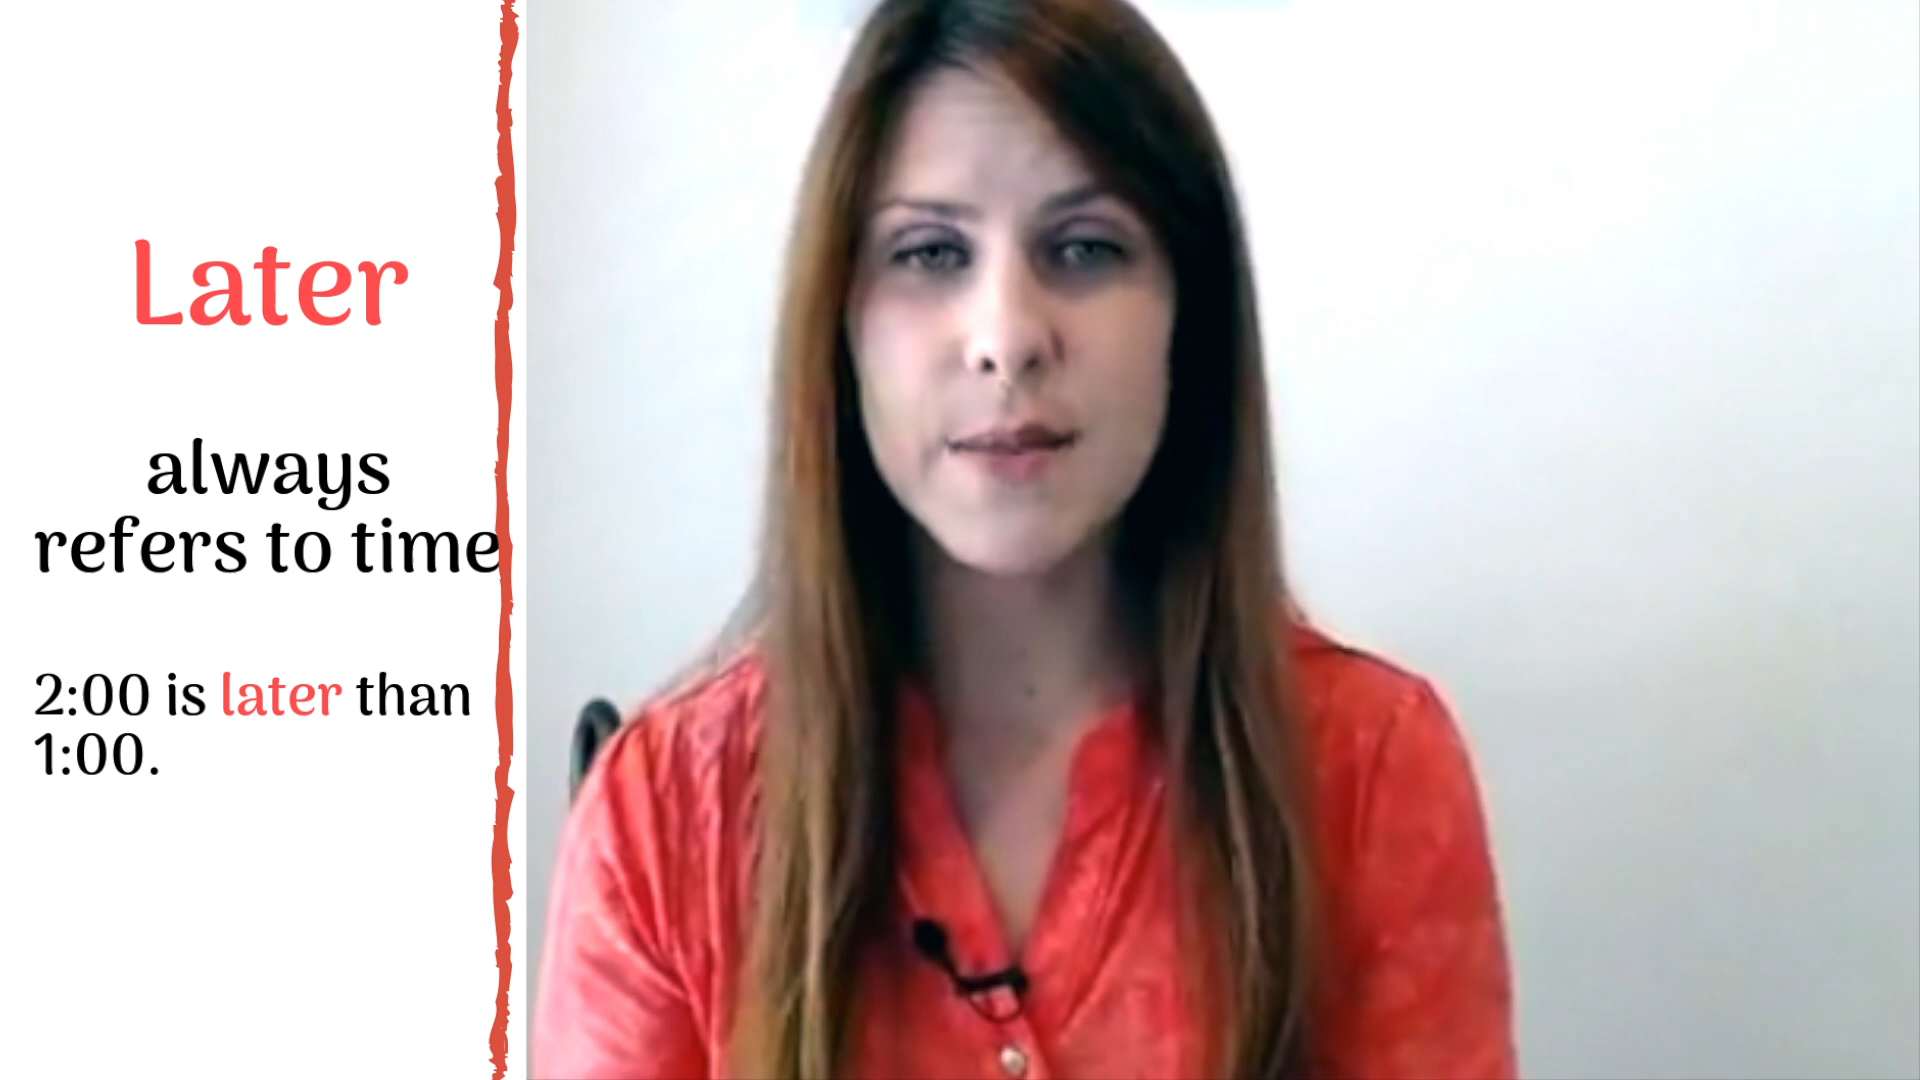 Later
always
refers to time
2:00 is later than
1:00.